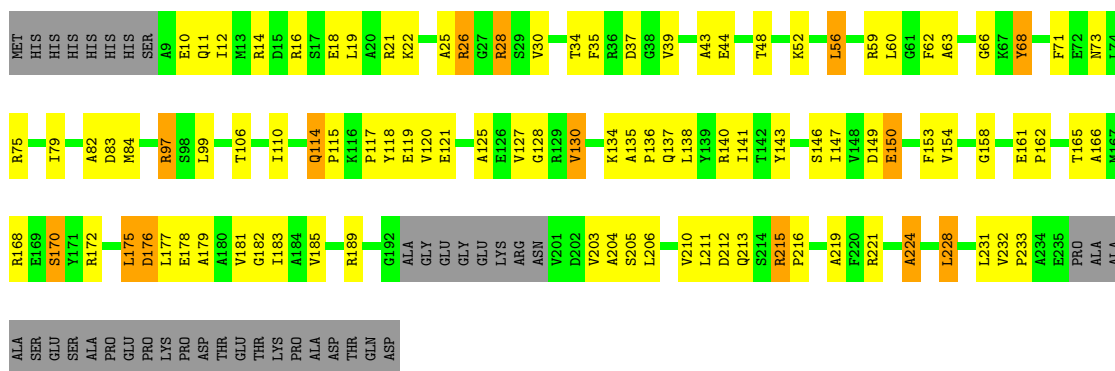 MET HIS HIS HIS HIS HIS HIS SER A9 E10 Q11 I12 M13 R14 D15 R16 S17 E18 L19 A20 R21 K22 A25 R26 G27 R28 S29 V30 T34 F35 R36 D37 G38 V39 A43 E44 T48 K52 L56 R59 L60 G61 F62 A63 G66 K67 Y68 F71 E72 N73 L74
R75 I79 A82 D83 M84 R97 S98 L99 T106 I110 Q114 P115 K116 P117 Y118 E119 V120 E121 A125 E126 V127 G128 R129 V130 K134 A135 P136 Q137 L138 Y139 R140 I141 T142 Y143 S146 I147 V148 D149 E150 F153 V154 G158 E161 P162 T165 A166 M167
R168 E169 S170 Y171 R172 L175 D176 L177 E178 A179 A180 V181 G182 I183 A184 V185 R189 G192 ALA GLY GLU GLY GLU LYS ARG ASN V201 D202 V203 A204 S205 L206 V210 L211 D212 Q213 S214 R215 P216 A219 F220 R221 A224 L228 L231 V232 P233 A234 E235 PRO ALA ALA
ALA SER GLU SER ALA PRO GLU PRO LYS PRO ASP THR GLU THR LYS PRO ALA ASP THR GLN ASP